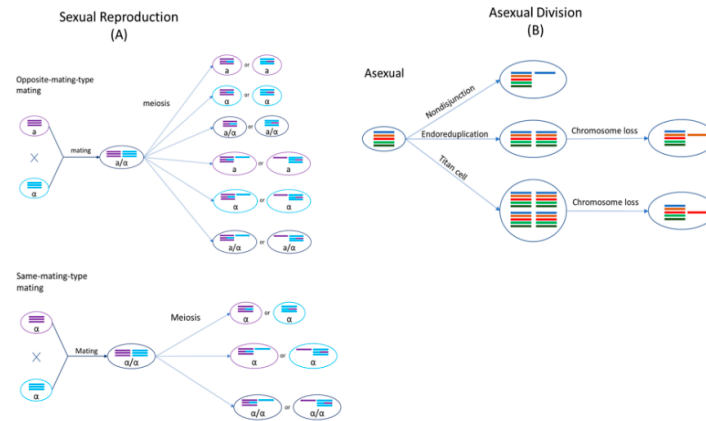 Sexual Reproduction
(A)
Opposite-mating-type
mating
a
α
mating
a/α
meiosis
a or a
α or α
a/α or a/α
a or a
α or α
a/α or a/α
Same-mating-type
mating
α
α
Mating
α/α
Meiosis
α or α
α or α
α/α or α/α
Asexual Division
(B)
Asexual
Nondisjunction
Endoreduplication
Titan cell
Chromosome loss
Chromosome loss